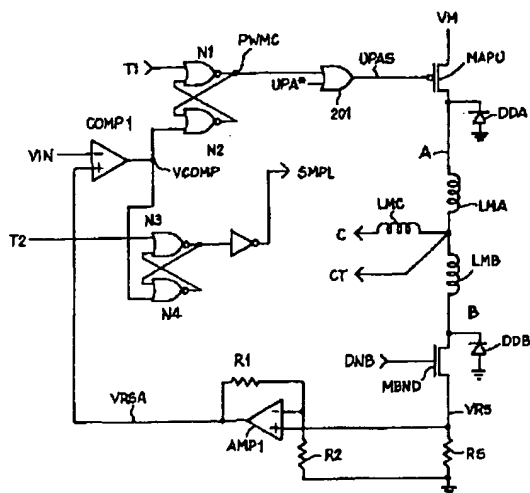 VM
N1
PWMC
T1
UPAS
MAPU
UPA*
201
DDA
COMP1
N2
A
VIN
VCOMP
SMPL
LMC
LMA
N3
C
T2
LMB
CT
N4
B
DDB
DNB
R1
MBND
VRSA
VRS
AMP1
R2
RS